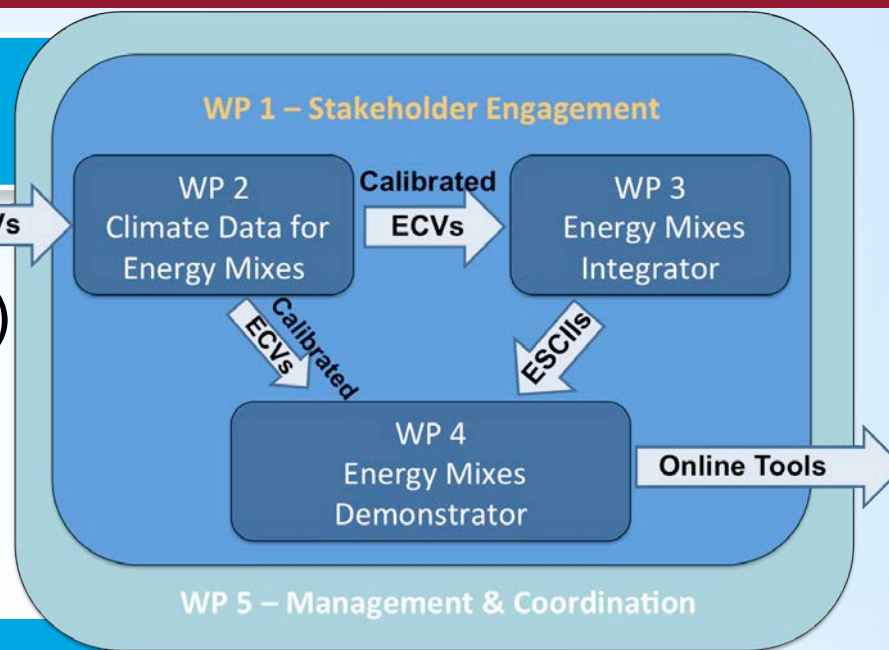 WP 1 – Stakeholder Engagement
WP 2
Climate Data for
Energy Mixes
Calibrated
ECVs
WP 3
Energy Mixes
Integrator
)
Calibrated
ECVs
ESCIIs
WP 4
Energy Mixes
Demonstrator
Online Tools
WP 5 – Management & Coordination